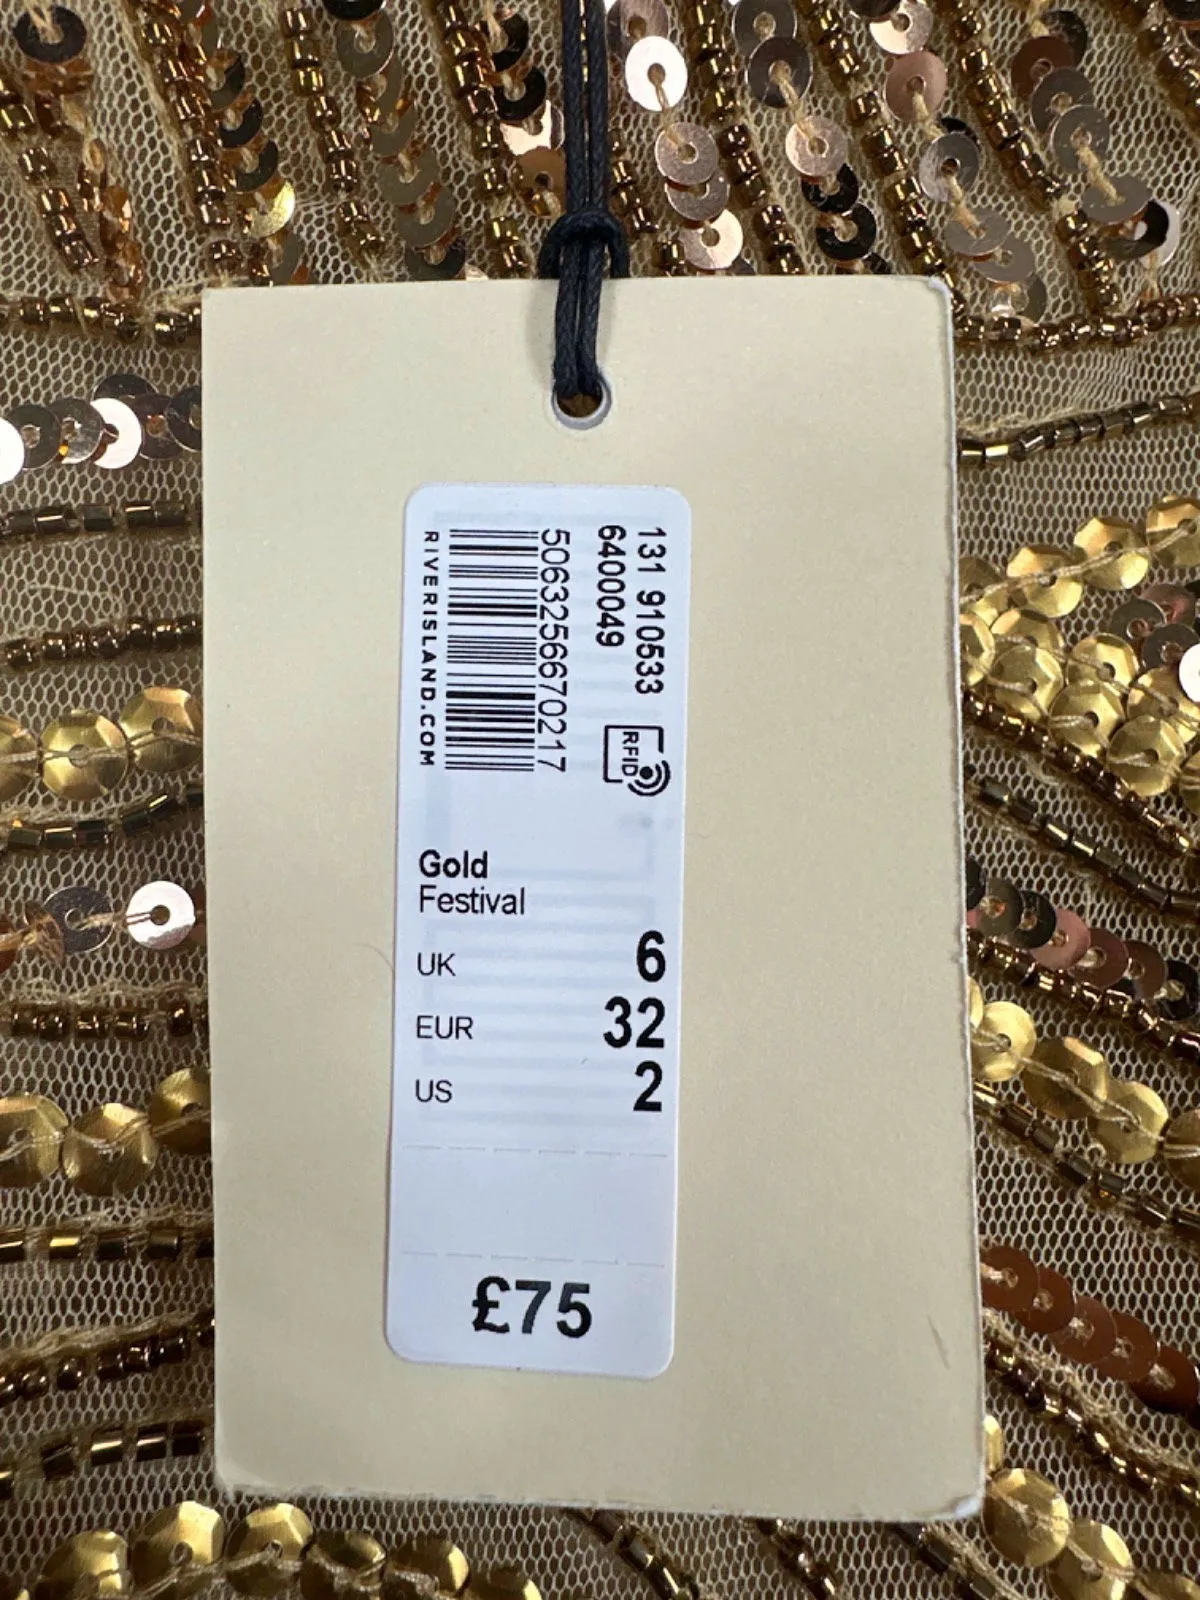 131 910533
6400049
RFID
5063256670217
RIVERISLAND.COM
Gold
Festival
UK 6
EUR 32
US 2
£75